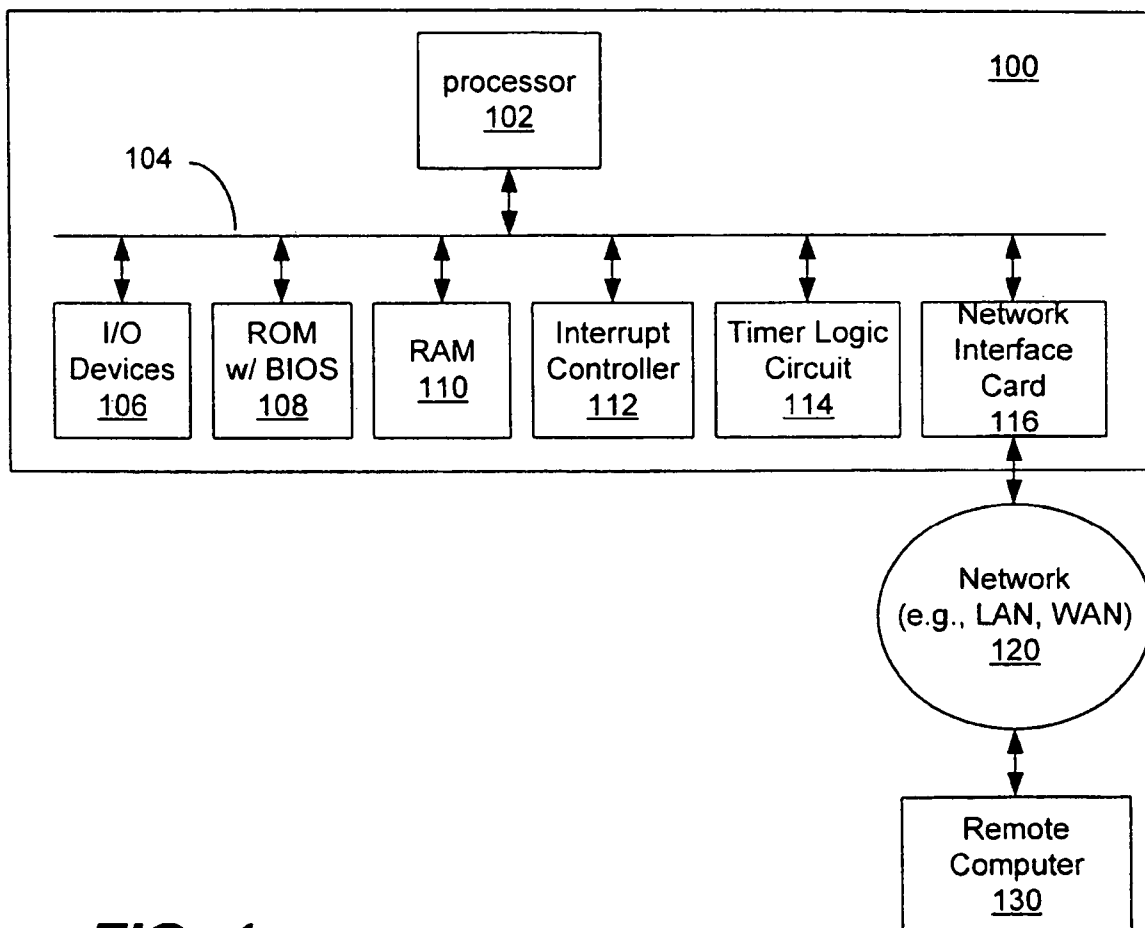 100
processor
102
104
I/O
Devices
106
ROM
w/ BIOS
108
RAM
110
Interrupt
Controller
112
Timer Logic
Circuit
114
Network
Interface
Card
116
Network
(e.g., LAN, WAN)
120
Remote
Computer
130